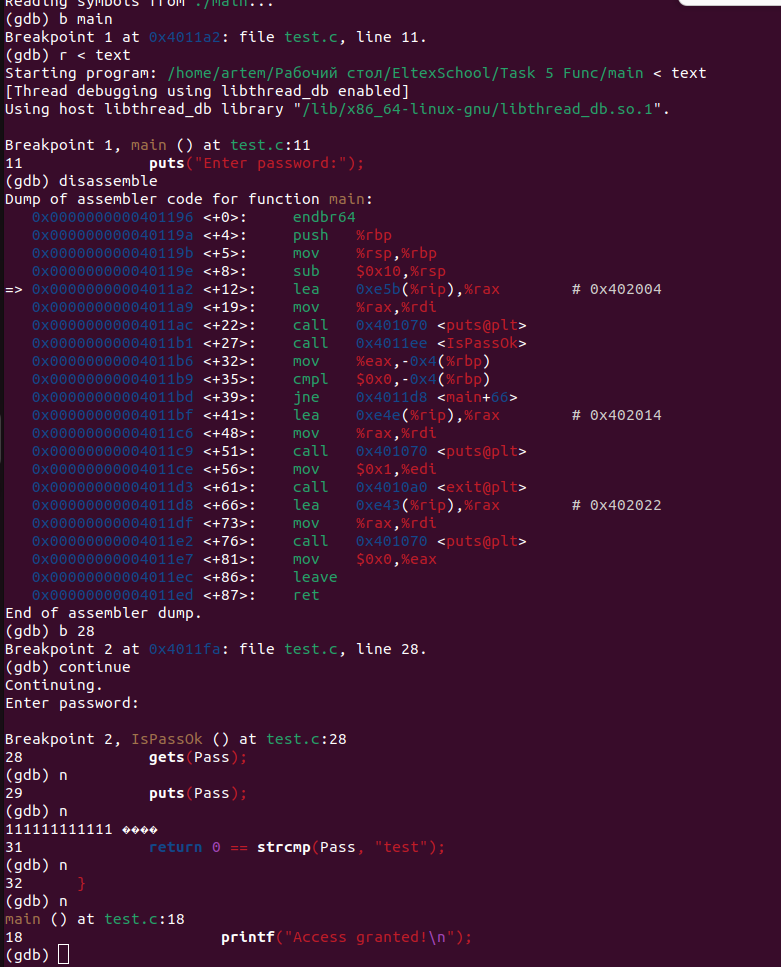 Reading symbols from ./main...
(gdb) b main
Breakpoint 1 at 0x4011a2: file test.c, line 11.
(gdb) r < text
Starting program: /home/artem/Рабочий стол/EltexSchool/Task 5 Func/main < text
[Thread debugging using libthread_db enabled]
Using host libthread_db library "/lib/x86_64-linux-gnu/libthread_db.so.1".

Breakpoint 1, main () at test.c:11
11              puts("Enter password:");
(gdb) disassemble
Dump of assembler code for function main:
   0x0000000000401196 <+0>:     endbr64
   0x000000000040119a <+4>:     push   %rbp
   0x000000000040119b <+5>:     mov    %rsp,%rbp
   0x000000000040119e <+8>:     sub    $0x10,%rsp
=> 0x00000000004011a2 <+12>:    lea    0xe5b(%rip),%rax        # 0x402004
   0x00000000004011a9 <+19>:    mov    %rax,%rdi
   0x00000000004011ac <+22>:    call   0x401070 <puts@plt>
   0x00000000004011b1 <+27>:    call   0x4011ee <IsPassOk>
   0x00000000004011b6 <+32>:    mov    %eax,-0x4(%rbp)
   0x00000000004011b9 <+35>:    cmpl   $0x0,-0x4(%rbp)
   0x00000000004011bd <+39>:    jne    0x4011d8 <main+66>
   0x00000000004011bf <+41>:    lea    0xe4e(%rip),%rax        # 0x402014
   0x00000000004011c6 <+48>:    mov    %rax,%rdi
   0x00000000004011c9 <+51>:    call   0x401070 <puts@plt>
   0x00000000004011ce <+56>:    mov    $0x1,%edi
   0x00000000004011d3 <+61>:    call   0x4010a0 <exit@plt>
   0x00000000004011d8 <+66>:    lea    0xe43(%rip),%rax        # 0x402022
   0x00000000004011df <+73>:    mov    %rax,%rdi
   0x00000000004011e2 <+76>:    call   0x401070 <puts@plt>
   0x00000000004011e7 <+81>:    mov    $0x0,%eax
   0x00000000004011ec <+86>:    leave
   0x00000000004011ed <+87>:    ret
End of assembler dump.
(gdb) b 28
Breakpoint 2 at 0x4011fa: file test.c, line 28.
(gdb) continue
Continuing.
Enter password:

Breakpoint 2, IsPassOk () at test.c:28
28              gets(Pass);
(gdb) n
29              puts(Pass);
(gdb) n
111111111111 ����
31              return 0 == strcmp(Pass, "test");
(gdb) n
32      }
(gdb) n
main () at test.c:18
18                      printf("Access granted!\n");
(gdb)